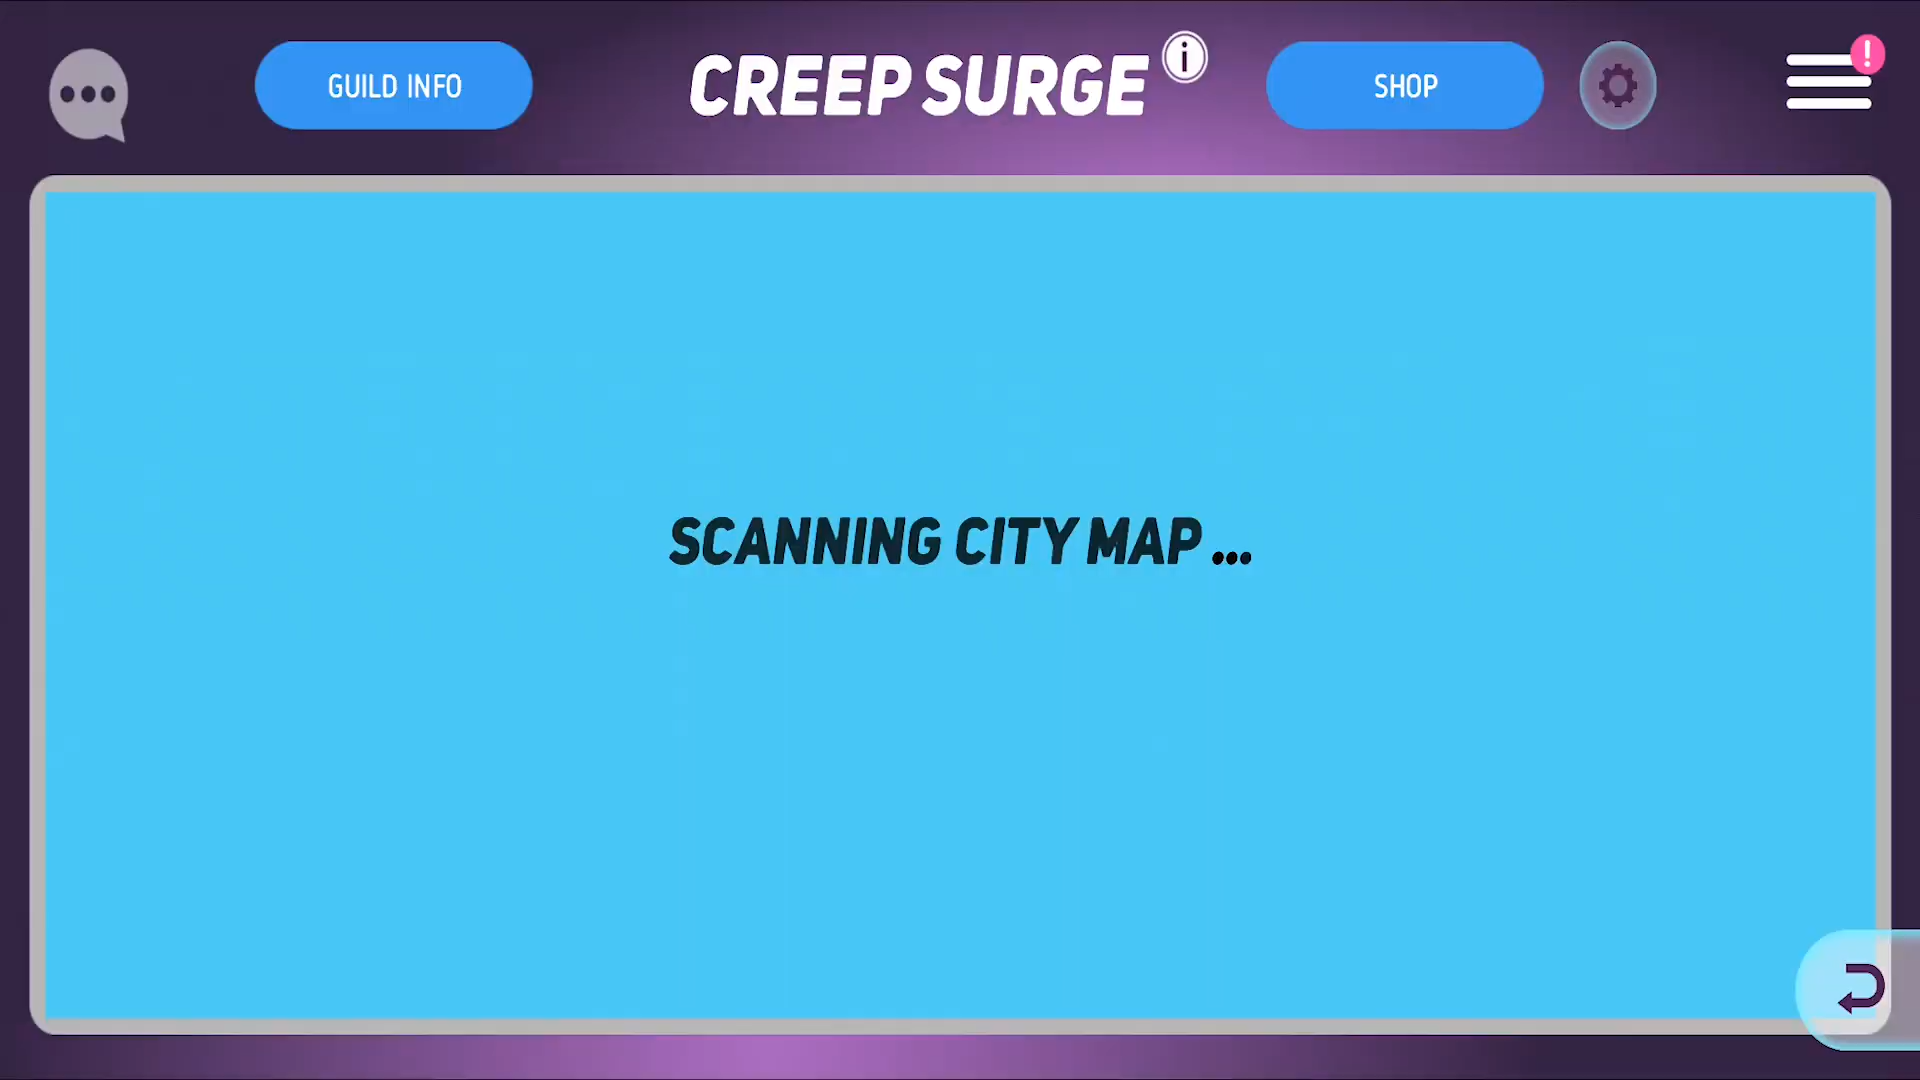 GUILD INFO
CREEP SURGE
i
SHOP
!
SCANNING CITY MAP ...